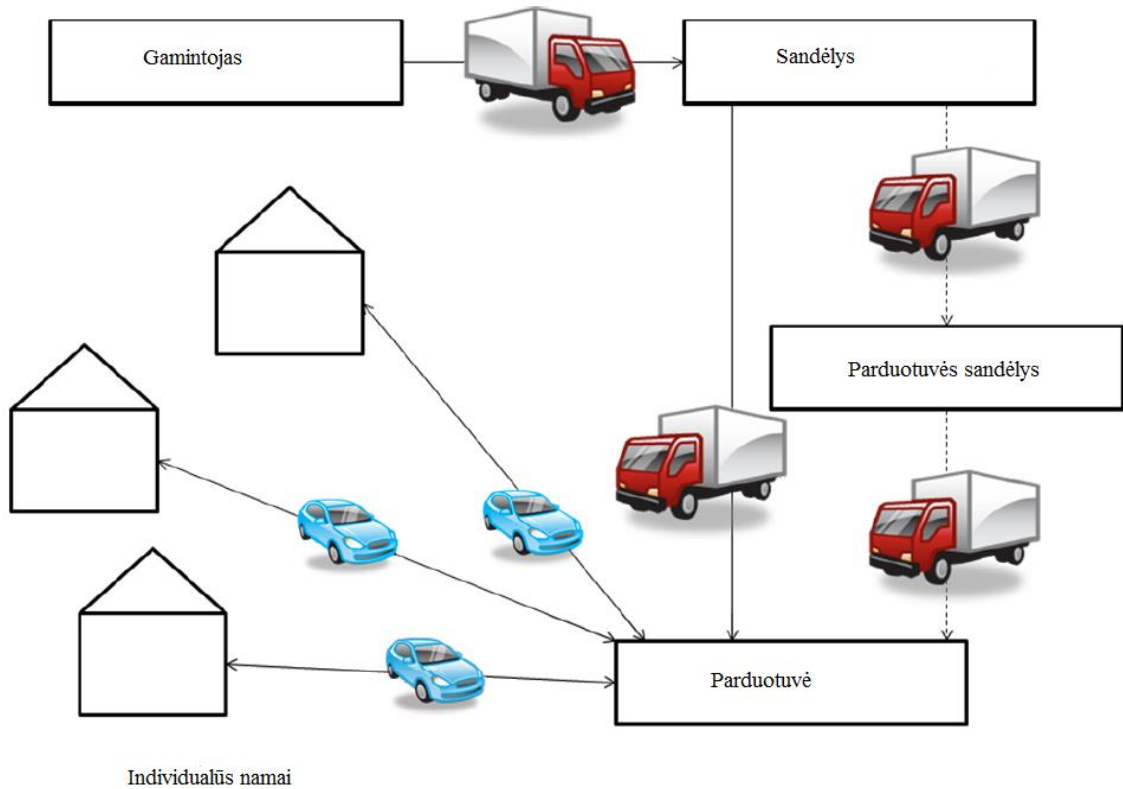 Gamintojas
Sandėlys
Parduotuvės sandėlys
Parduotuvė
Individualūs namai